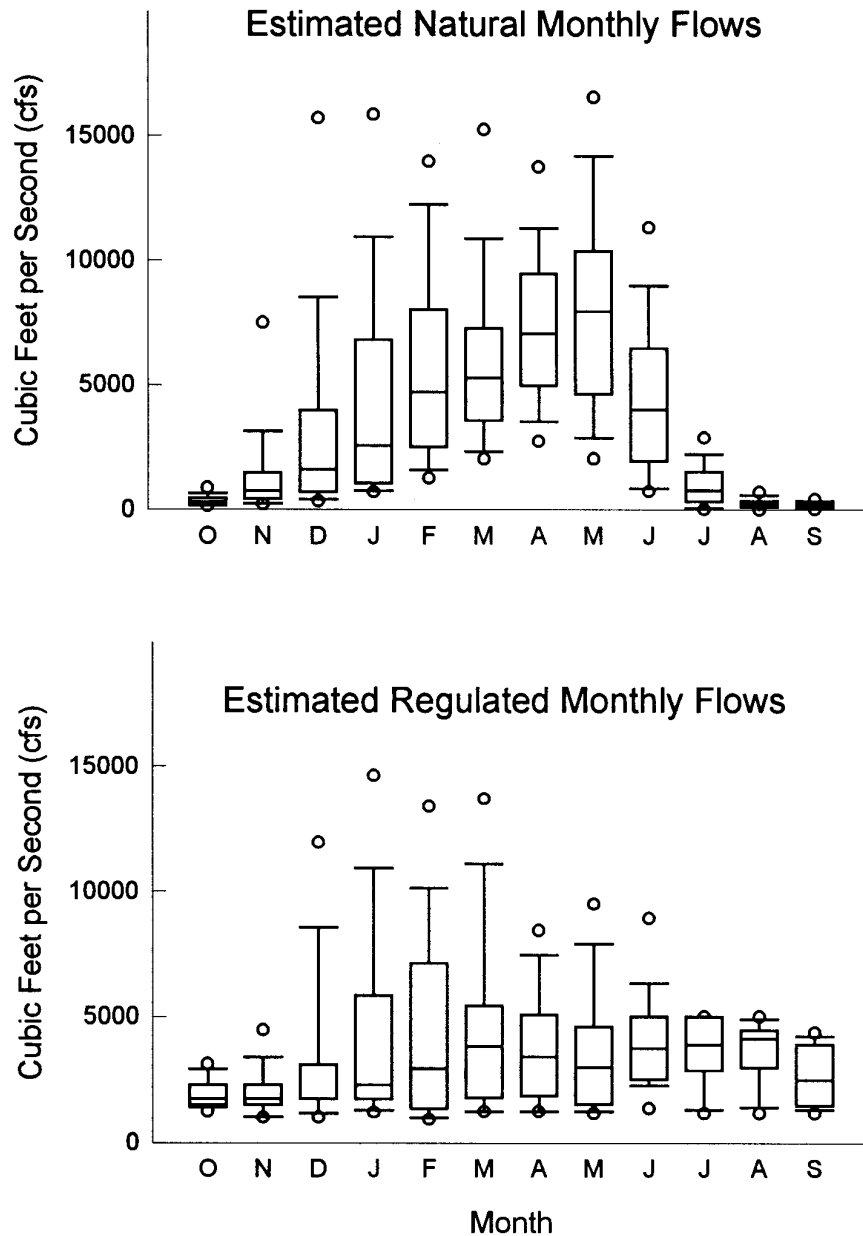 Estimated Natural Monthly Flows
Cubic Feet per Second (cfs)
15000
10000
5000
0
O N D J F M A M J J A S
Estimated Regulated Monthly Flows
Cubic Feet per Second (cfs)
15000
10000
5000
0
O N D J F M A M J J A S
Month